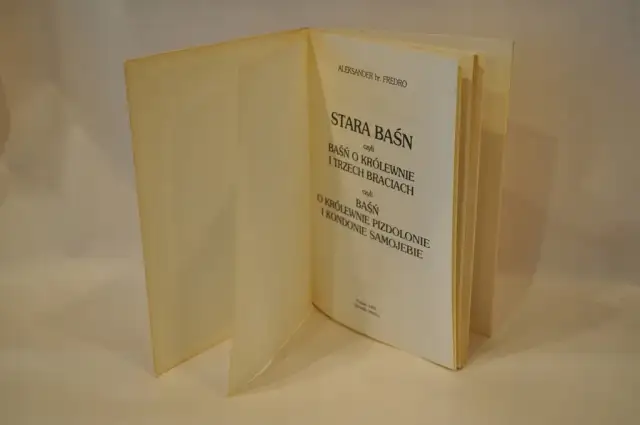 ALEKSANDER hr. FREDRO
STARA BAŚŃ
czyli
BAŚŃ O KRÓLEWNIE
I TRZECH BRACIACH
czyli
BAŚŃ
O KRÓLEWNIE PIZDOLONIE
I KONDONIE SAMOJEBIE